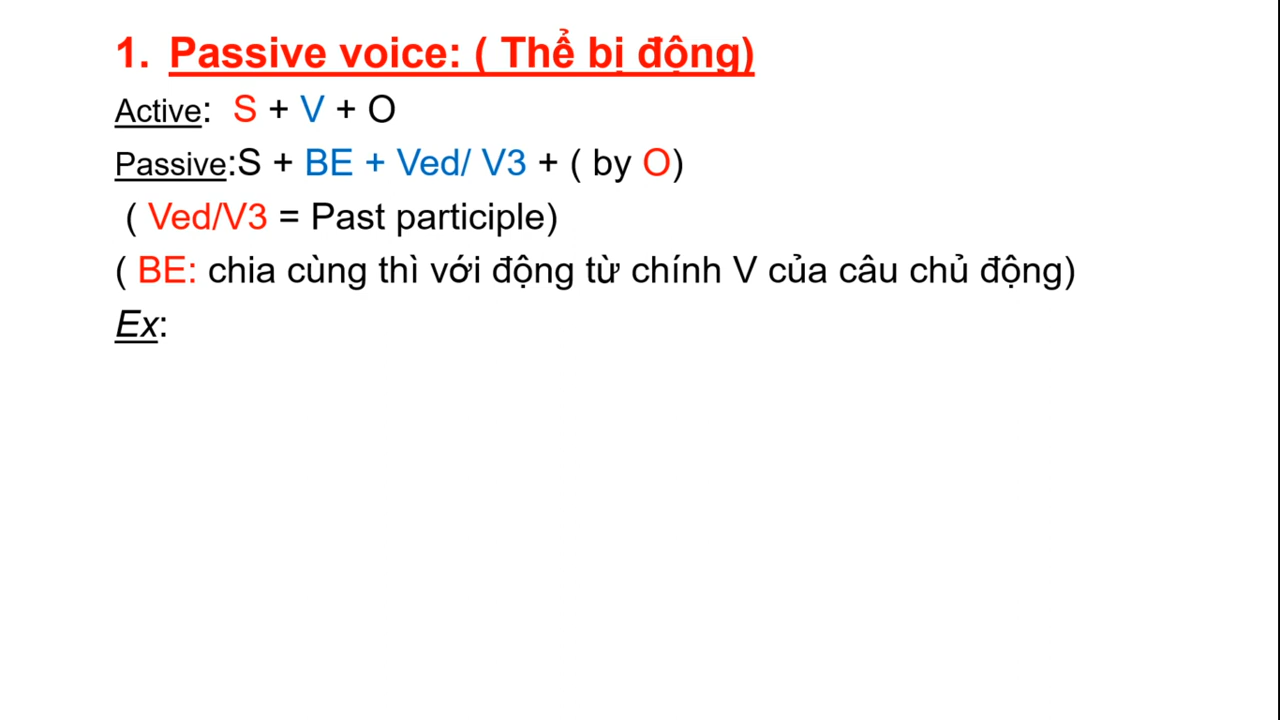 1. Passive voice: ( Thể bị động)
Active: S + V + O
Passive:S + BE + Ved/ V3 + ( by O)
( Ved/V3 = Past participle)
( BE: chia cùng thì với động từ chính V của câu chủ động)
Ex: